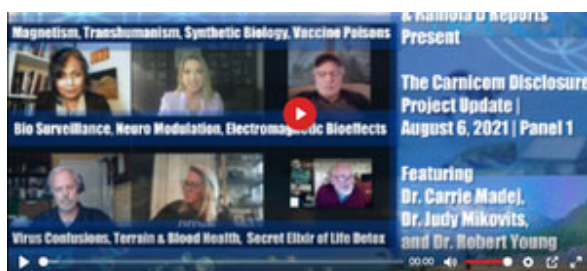 Magnetism, Transhumanism, Synthetic Biology, Vaccine Poisons
Bio Surveillance, Neuro Modulation, Electromagnetic Bioeffects
Virus Confusions, Terrain & Blood Health, Secret Elixir of Life Detox
& Ramola D Reports
Present
The Carnicom Disclosure
Project Update |
August 6, 2021 | Panel 1
Featuring
Dr. Carrie Madej,
Dr. Judy Mikovits,
and Dr. Robert Young
00:00